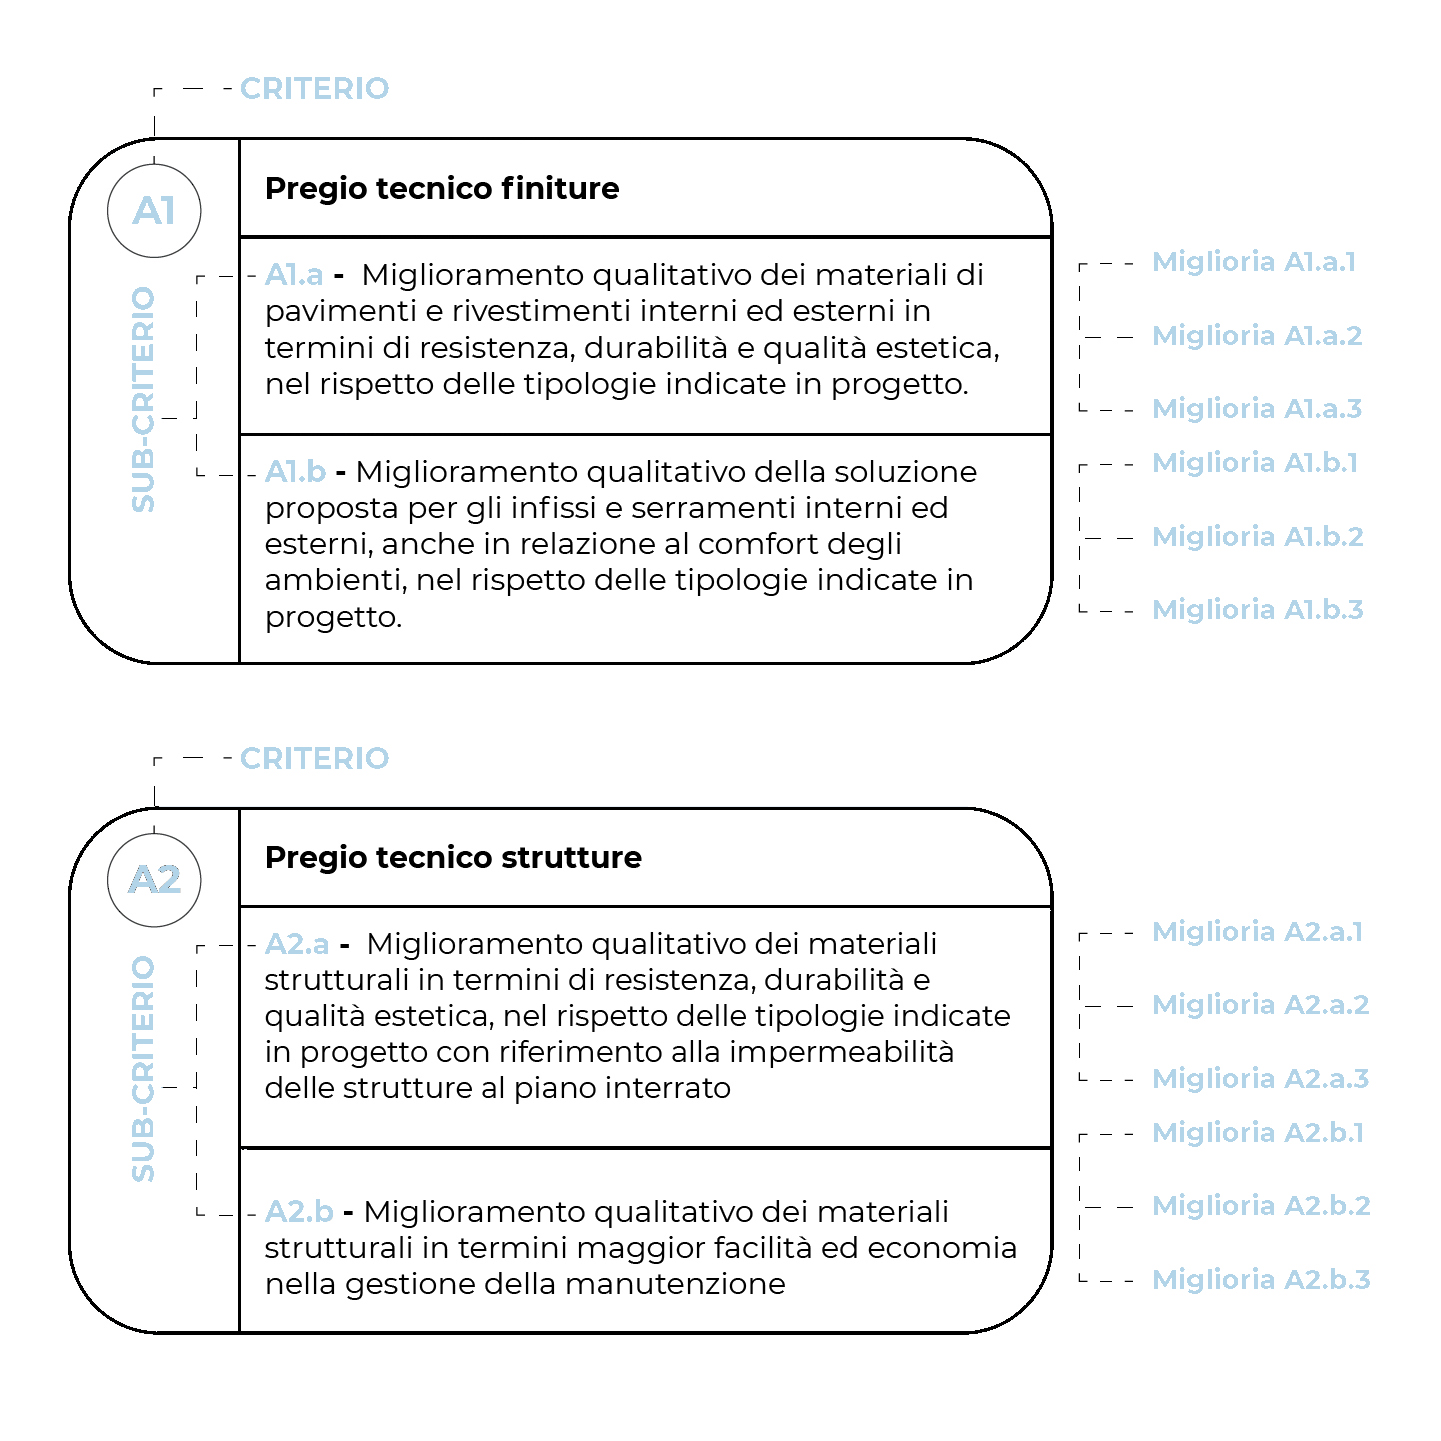 CRITERIO
A1
Pregio tecnico finiture
SUB-CRITERIO
A1.a -  Miglioramento qualitativo dei materiali di
pavimenti e rivestimenti interni ed esterni in
termini di resistenza, durabilità e qualità estetica,
nel rispetto delle tipologie indicate in progetto.
Miglioria A1.a.1
Miglioria A1.a.2
Miglioria A1.a.3
A1.b - Miglioramento qualitativo della soluzione
proposta per gli infissi e serramenti interni ed
esterni, anche in relazione al comfort degli
ambienti, nel rispetto delle tipologie indicate in
progetto.
Miglioria A1.b.1
Miglioria A1.b.2
Miglioria A1.b.3
CRITERIO
A2
Pregio tecnico strutture
SUB-CRITERIO
A2.a -  Miglioramento qualitativo dei materiali
strutturali in termini di resistenza, durabilità e
qualità estetica, nel rispetto delle tipologie indicate
in progetto con riferimento alla impermeabilità
delle strutture al piano interrato
Miglioria A2.a.1
Miglioria A2.a.2
Miglioria A2.a.3
A2.b - Miglioramento qualitativo dei materiali
strutturali in termini maggior facilità ed economia
nella gestione della manutenzione
Miglioria A2.b.1
Miglioria A2.b.2
Miglioria A2.b.3